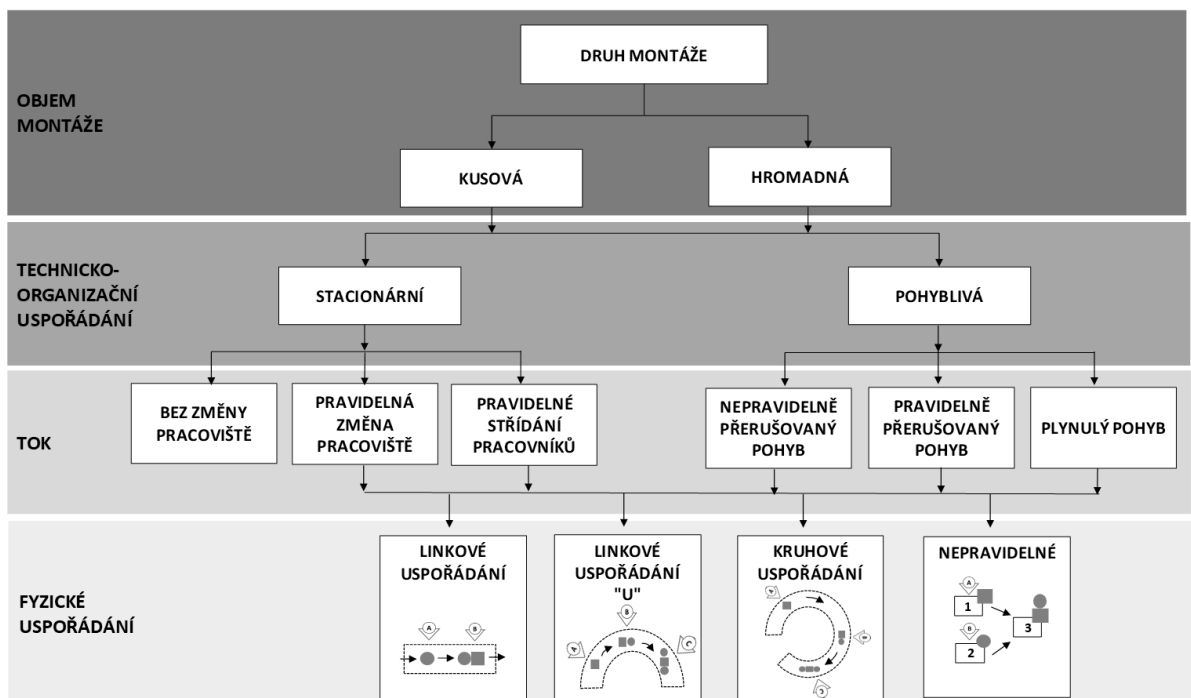 DRUH MONTÁŽE
OBJEM
MONTÁŽE
KUSOVÁ
HROMADNÁ
TECHNICKO-
ORGANIZAČNÍ
USPOŘÁDÁNÍ
STACIONÁRNÍ
POHYBLIVÁ
TOK
BEZ ZMĚNY
PRACOVIŠTĚ
PRAVIDELNÁ
ZMĚNA
PRACOVIŠTĚ
PRAVIDELNÉ
STŘÍDÁNÍ
PRACOVNÍKŮ
NEPRAVIDELNĚ
PŘERUŠOVANÝ
POHYB
PRAVIDELNĚ
PŘERUŠOVANÝ
POHYB
PLYNULÝ POHYB
FYZICKÉ
USPOŘÁDÁNÍ
LINKOVÉ
USPOŘÁDÁNÍ
A
B
LINKOVÉ
USPOŘÁDÁNÍ
"U"
A
B
C
KRUHOVÉ
USPOŘÁDÁNÍ
A
B
C
NEPRAVIDELNÉ
A
1
B
2
3